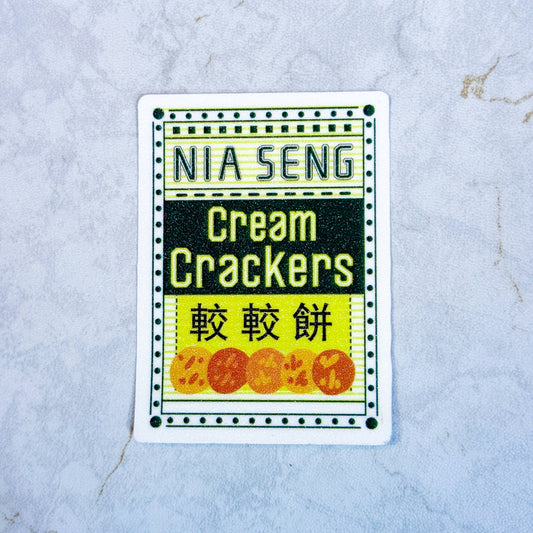 NIA SENG
Cream
Crackers
較較餅